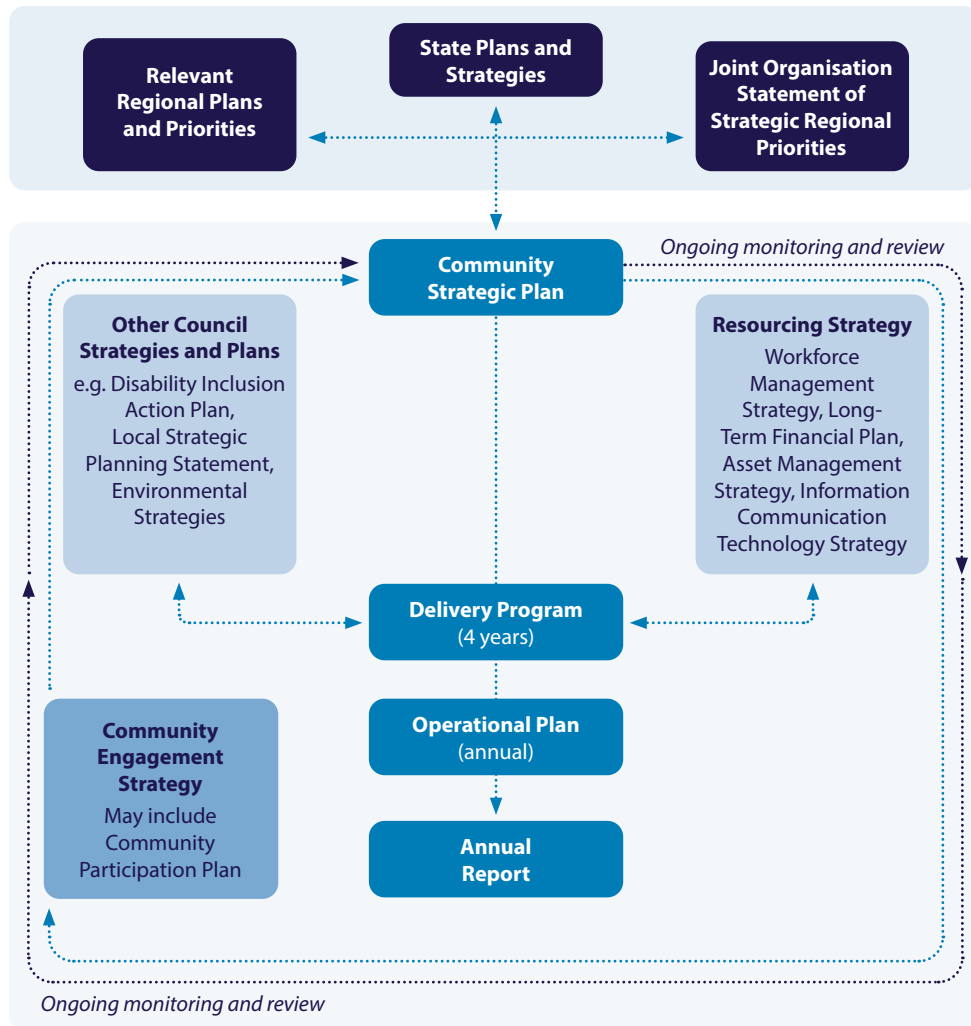 Relevant
Regional Plans
and Priorities
State Plans and
Strategies
Joint Organisation
Statement of
Strategic Regional
Priorities
Community
Strategic Plan
Ongoing monitoring and review
Other Council
Strategies and Plans
e.g. Disability Inclusion
Action Plan,
Local Strategic
Planning Statement,
Environmental
Strategies
Resourcing Strategy
Workforce
Management
Strategy, Long-
Term Financial Plan,
Asset Management
Strategy, Information
Communication
Technology Strategy
Delivery Program
(4 years)
Community
Engagement
Strategy
May include
Community
Participation Plan
Operational Plan
(annual)
Annual
Report
Ongoing monitoring and review